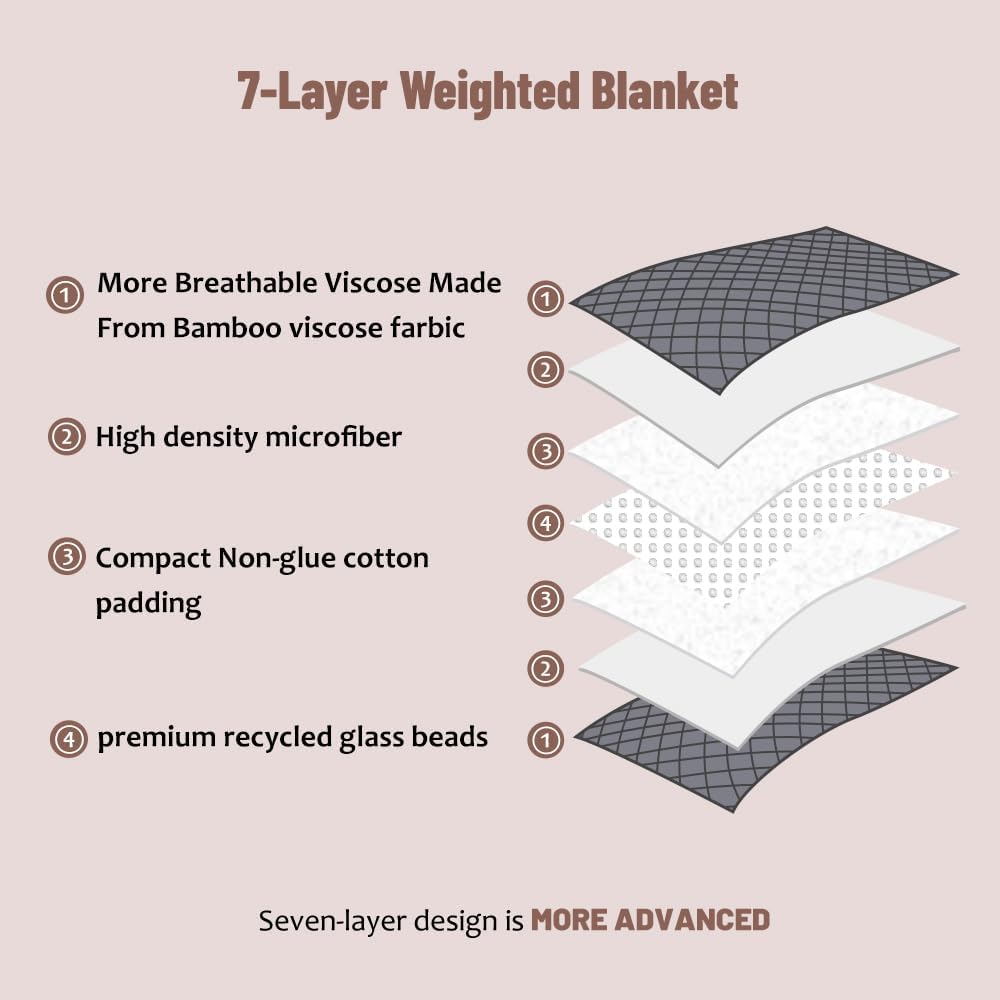 7-Layer Weighted Blanket
1 More Breathable Viscose Made
From Bamboo viscose farbic
2 High density microfiber
3 Compact Non-glue cotton
padding
4 premium recycled glass beads
1
2
3
4
3
2
1
Seven-layer design is MORE ADVANCED